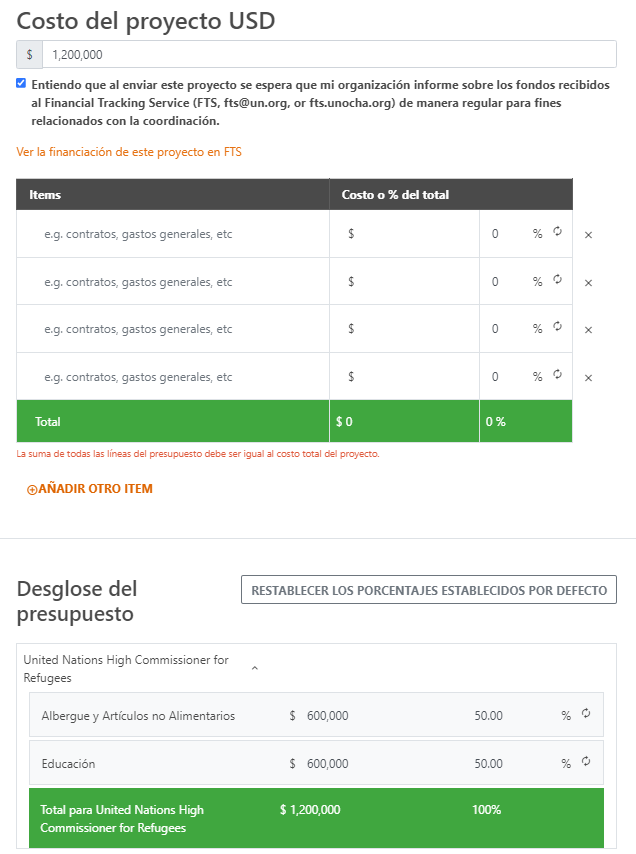 Costo del proyecto USD
$ 1,200,000
Entiendo que al enviar este proyecto se espera que mi organización informe sobre los fondos recibidos
al Financial Tracking Service (FTS, fts@un.org, or fts.unocha.org) de manera regular para fines
relacionados con la coordinación.
Ver la financiación de este proyecto en FTS
Items Costo o % del total
e.g. contratos, gastos generales, etc $ 0 % ×
e.g. contratos, gastos generales, etc $ 0 % ×
e.g. contratos, gastos generales, etc $ 0 % ×
e.g. contratos, gastos generales, etc $ 0 % ×
Total $ 0 0 %
La suma de todas las líneas del presupuesto debe ser igual al costo total del proyecto.
⊕AÑADIR OTRO ITEM
Desglose del
presupuesto
RESTABLECER LOS PORCENTAJES ESTABLECIDOS POR DEFECTO
United Nations High Commissioner for
Refugees
Albergue y Artículos no Alimentarios $ 600,000 50.00 %
Educación $ 600,000 50.00 %
Total para United Nations High $ 1,200,000 100%
Commissioner for Refugees